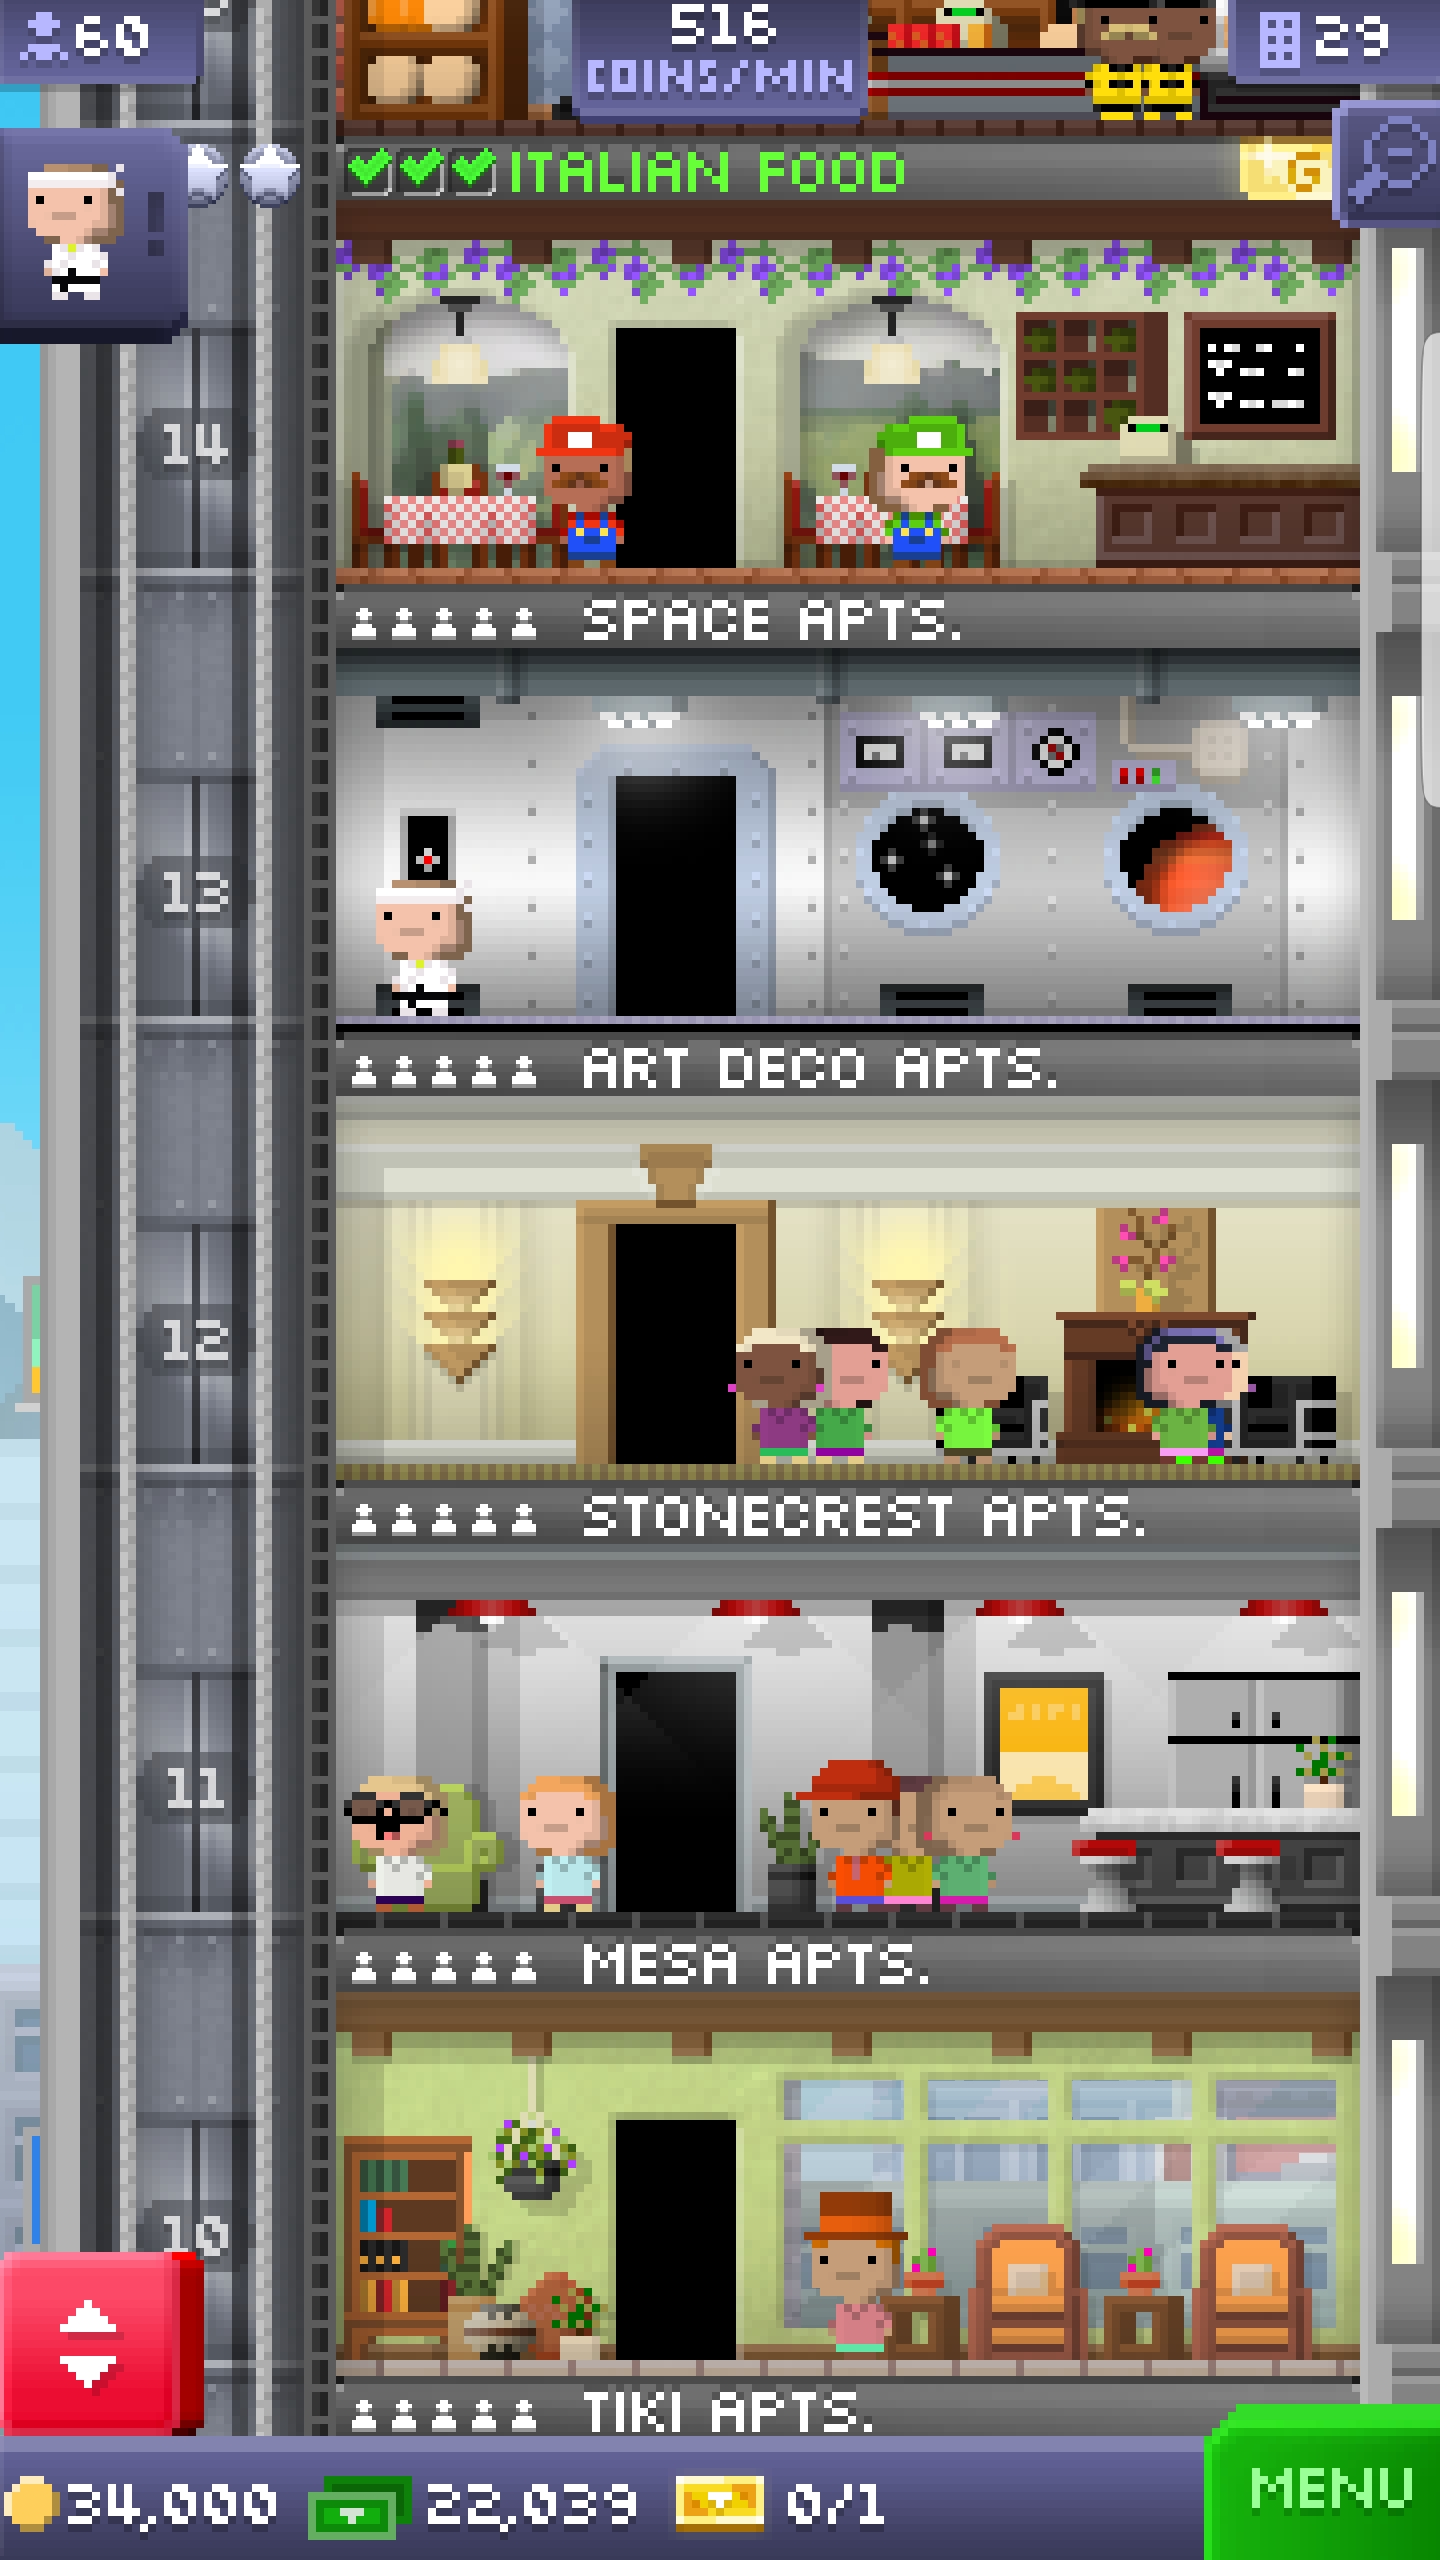 60
516
COINS/MIN
29
!
ITALIAN FOOD
G
14
SPACE APTS.
13
ART DECO APTS.
12
STONECREST APTS.
11
MESA APTS.
10
TIKI APTS.
34,000
22,039
0/1
MENU